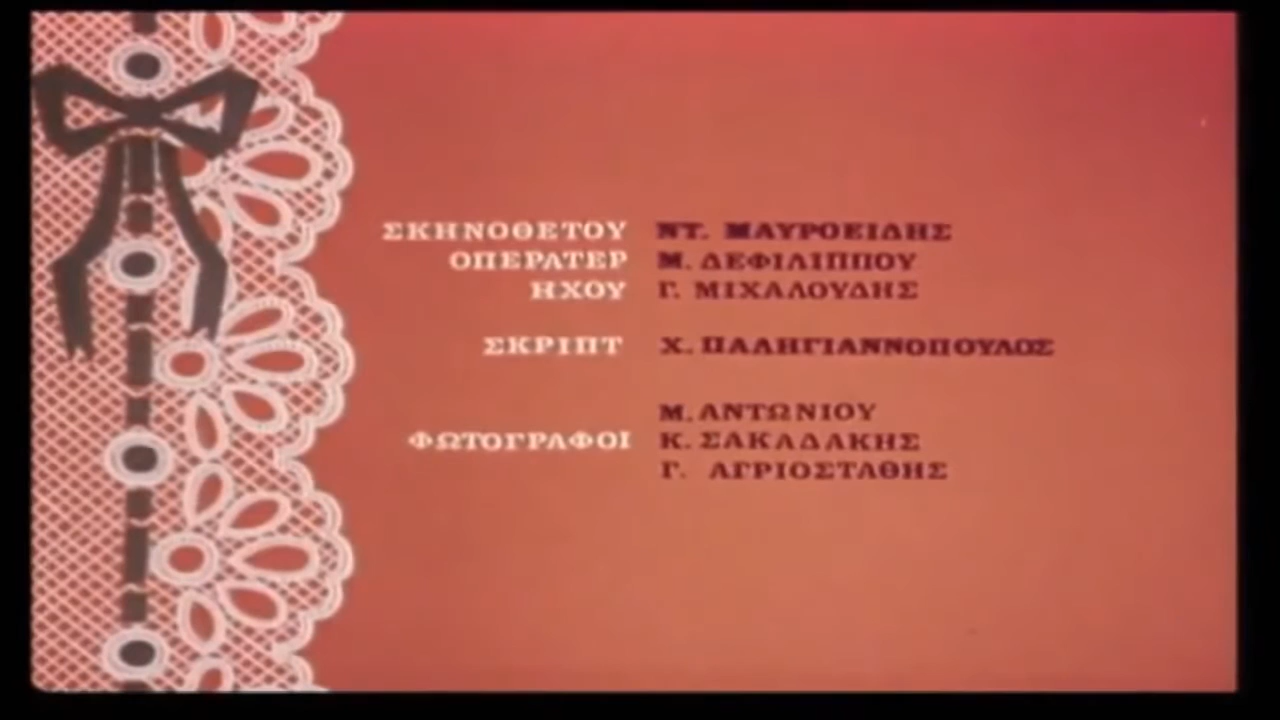 ΣΚΗΝΟΘΕΤΟΥ ΝΤ. ΜΑΥΡΟΕΙΔΗΣ
ΟΠΕΡΑΤΕΡ Μ. ΔΕΦΙΛΙΠΠΟΥ
ΗΧΟΥ Γ. ΜΙΧΑΛΟΥΔΗΣ
ΣΚΡΙΠΤ Χ. ΠΑΛΗΓΙΑΝΝΟΠΟΥΛΟΣ
Μ. ΑΝΤΩΝΙΟΥ
ΦΩΤΟΓΡΑΦΟΙ Κ. ΣΑΚΑΔΑΚΗΣ
Γ. ΑΓΡΙΟΣΤΑΘΗΣ